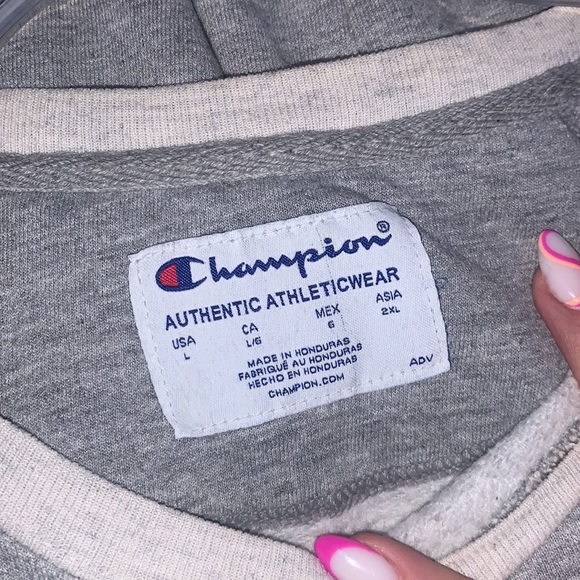 Champion®
AUTHENTIC ATHLETICWEAR
USA CA MEX ASIA
L L/G G 2XL
MADE IN HONDURAS
FABRIQUÉ AU HONDURAS
HECHO EN HONDURAS
CHAMPION.COM
ADV